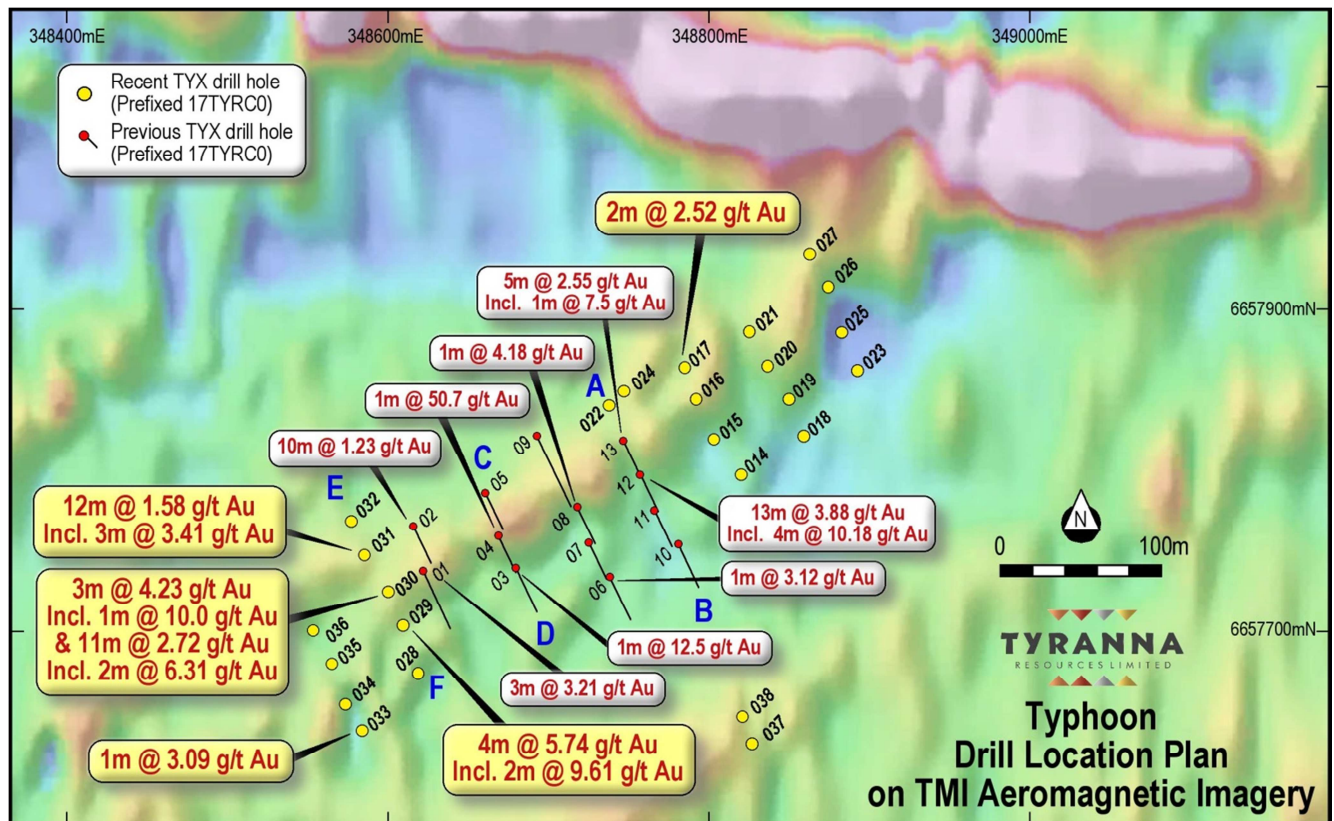 348400mE
348600mE
348800mE
349000mE
Recent TYX drill hole
(Prefixed 17TYRC0)
Previous TYX drill hole
(Prefixed 17TYRC0)
2m @ 2.52 g/t Au
027
026
5m @ 2.55 g/t Au
Incl. 1m @ 7.5 g/t Au
6657900mN
021
025
1m @ 4.18 g/t Au
017
020
023
A
024
016
019
022
1m @ 50.7 g/t Au
015
018
10m @ 1.23 g/t Au
09
13
C
014
E
05
12
12m @ 1.58 g/t Au
Incl. 3m @ 3.41 g/t Au
032
02
08
11
13m @ 3.88 g/t Au
Incl. 4m @ 10.18 g/t Au
031
04
07
10
N
0
100m
3m @ 4.23 g/t Au
Incl. 1m @ 10.0 g/t Au
& 11m @ 2.72 g/t Au
Incl. 2m @ 6.31 g/t Au
030
01
03
06
1m @ 3.12 g/t Au
B
029
036
D
6657700mN
1m @ 12.5 g/t Au
TYRANNA
RESOURCES LIMITED
035
028
F
3m @ 3.21 g/t Au
034
038
033
037
1m @ 3.09 g/t Au
4m @ 5.74 g/t Au
Incl. 2m @ 9.61 g/t Au
Typhoon
Drill Location Plan
on TMI Aeromagnetic Imagery